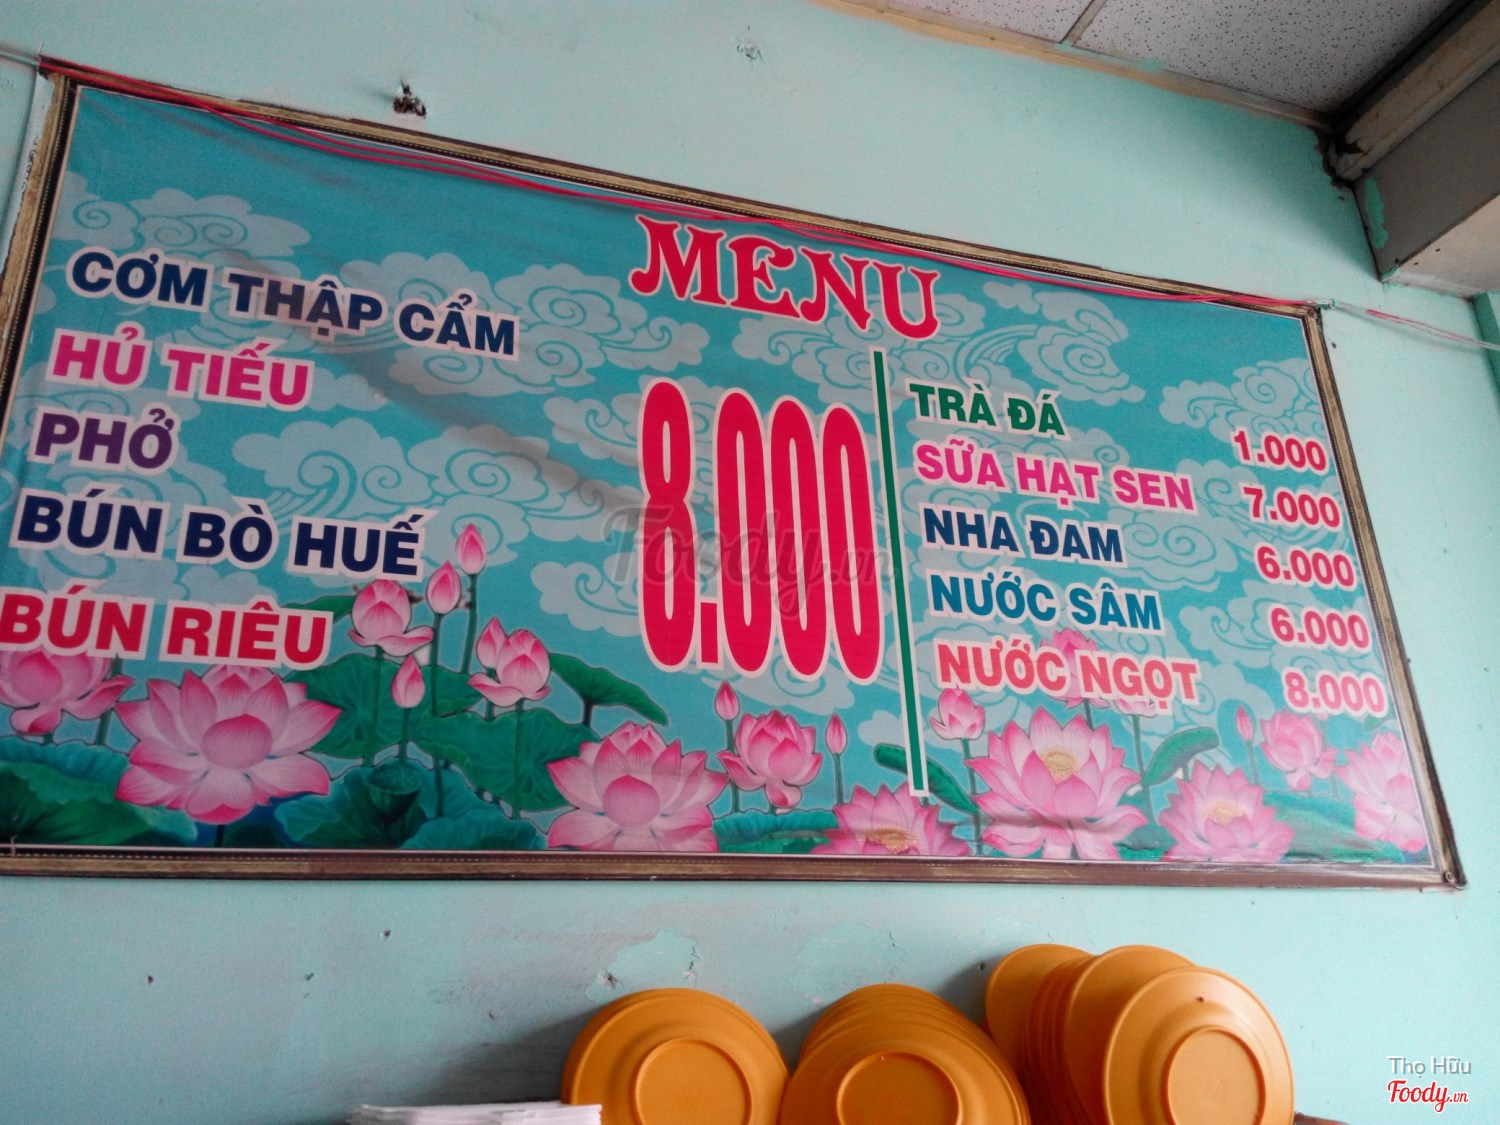 MENU
CƠM THẬP CẨM
HỦ TIẾU
PHỞ
BÚN BÒ HUẾ
BÚN RIÊU
8.000
TRÀ ĐÁ 1.000
SỮA HẠT SEN 7.000
NHA ĐAM 6.000
NƯỚC SÂM 6.000
NƯỚC NGỌT 8.000
Foody.vn
Thọ Hữu
Foody.vn